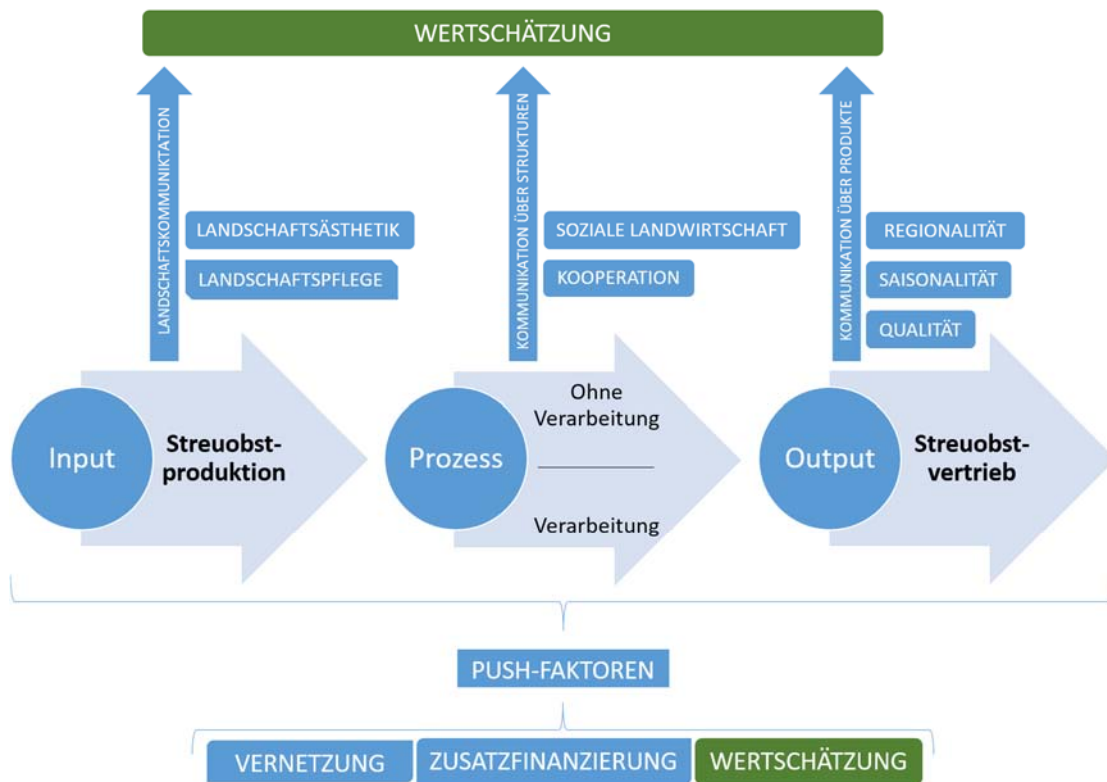 WERTSCHÄTZUNG
LANDSCHAFTSKOMMUNIKTATION
LANDSCHAFTSÄSTHETIK
LANDSCHAFTSPFLEGE
KOMMUNIKATION ÜBER STRUKTUREN
SOZIALE LANDWIRTSCHAFT
KOOPERATION
KOMMUNIKATION ÜBER PRODUKTE
REGIONALITÄT
SAISONALITÄT
QUALITÄT
Input
Streuobst-
produktion
Prozess
Ohne
Verarbeitung
Verarbeitung
Output
Streuobst-
vertrieb
PUSH-FAKTOREN
VERNETZUNG
ZUSATZFINANZIERUNG
WERTSCHÄTZUNG